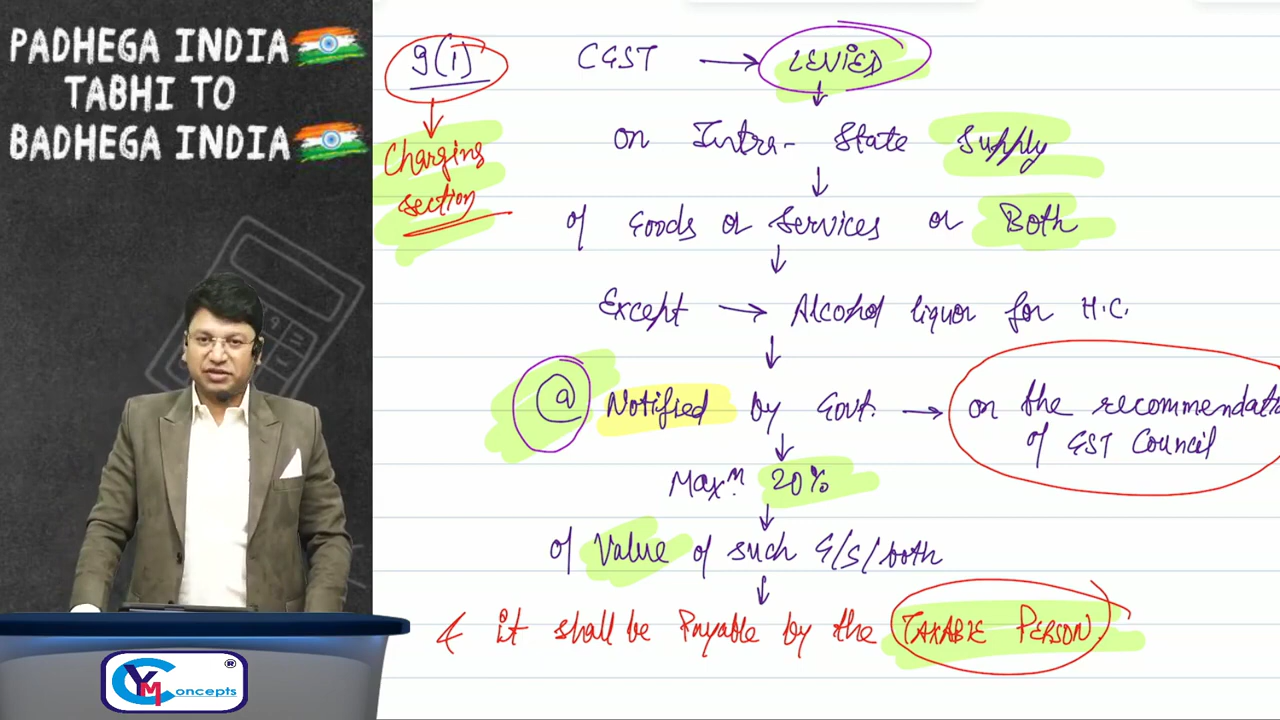 PADHEGA INDIA
TABHI TO
BADHEGA INDIA
9(1) CGST → LEVIED
Charging
section
on Intra- State Supply
of Goods or Services or Both
Except → Alcohol liquor for H.C.
@ Notified by Govt. → on the recommendat
of GST Council
Maxᵐ. 20%
of Value of such G/S/both
& it shall be Payable by the TAXABLE PERSON.
YM Concepts ®